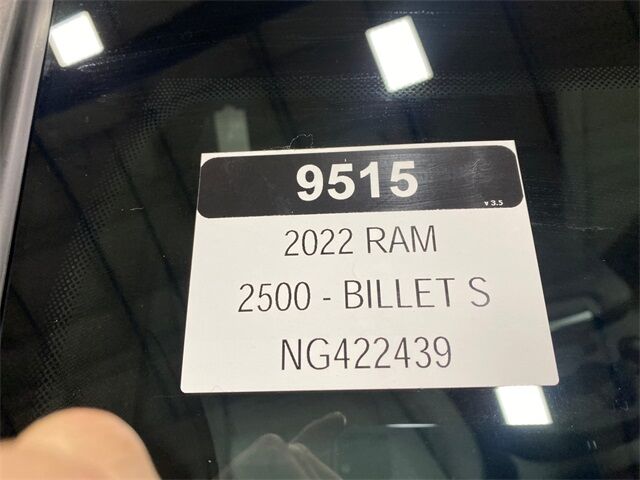 9515
v 3.5
2022 RAM
2500 - BILLET S
NG422439